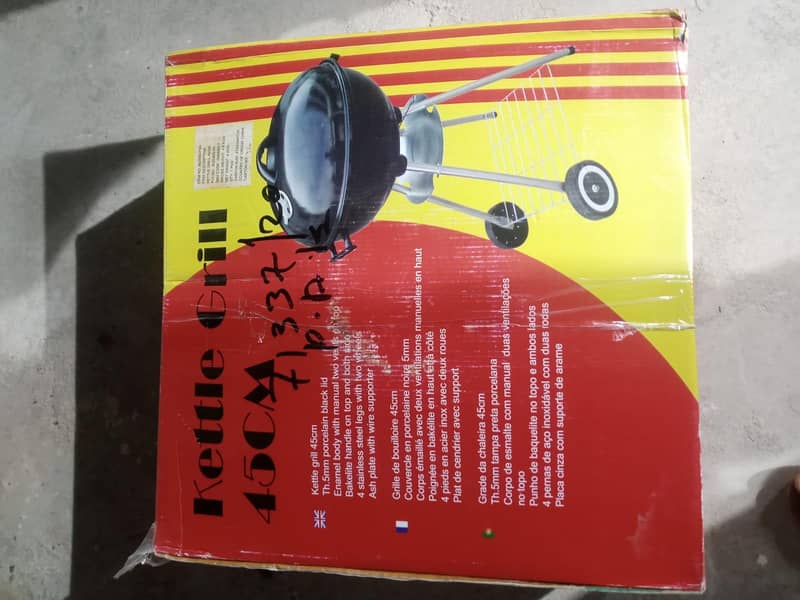 Kettle Grill
45CM
71337/20
P.A.15
Kettle grill 45cm
Th.5mm porcelain black lid
Enamel body with manual two vents on top
Bakelite handle on top and both side
4 stainless steel legs with two wheels
Ash plate with wire supporter
Grille de bouilloire 45cm
Couvercle en porcelaine noire 5mm
Corps émaillé avec deux ventilations manuelles en haut
Poignée en bakélite en haut et à côté
4 pieds en acier inox avec deux roues
Plat de cendrier avec support
Grade da chaleira 45cm
Th.5mm tampa preta porcelana
Corpo de esmalte com manual duas ventilações
no topo
Punho de baquelite no topo e ambos lados
4 pernas de aço inoxidável com duas rodas
Placa cinza com suporte de arame